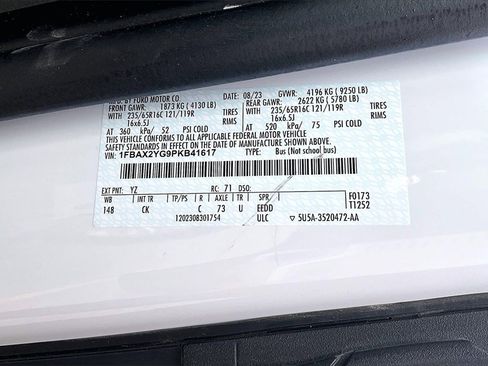 MFD. BY FORD MOTOR CO. 08/23 GVWR: 4196 KG ( 9250 LB)
FRONT GAWR: 1873 KG ( 4130 LB) REAR GAWR: 2622 KG ( 5780 LB)
WITH 235/65R16C 121/119R TIRES WITH 235/65R16C 121/119R TIRES
16x6.5J RIMS 16x6.5J RIMS
AT 360 kPa/ 52 PSI COLD AT 520 kPa/ 75 PSI COLD
THIS VEHICLE CONFORMS TO ALL APPLICABLE FEDERAL MOTOR VEHICLE
SAFETY STANDARDS IN EFFECT ON THE DATE OF MANUFACTURE SHOWN ABOVE.
VIN: 1FBAX2YG9PKB41617 TYPE: Bus (Not school bus)
EXT PNT: YZ RC: 71 DSO: F0173
WB INT TR TP/PS R AXLE TR SPR T1252
148 CK C 73 U EEDD
1202308301754 ULC ▽ 5U5A-3520472-AA